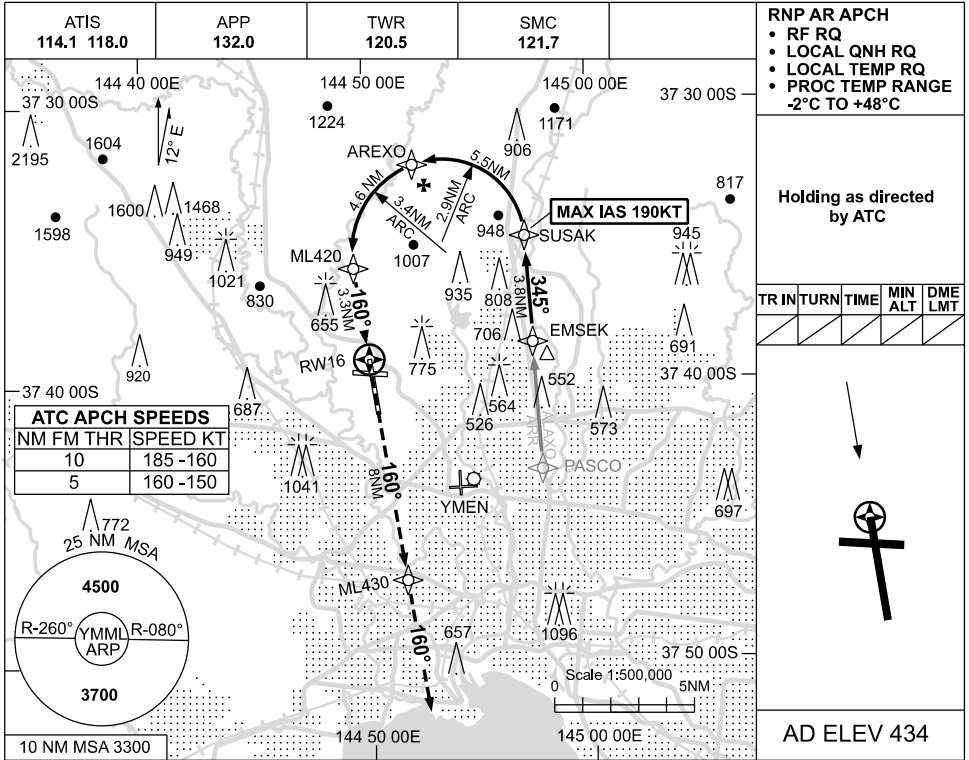 ATIS
114.1 118.0
APP
132.0
TWR
120.5
SMC
121.7
RNP AR APCH
• RF RQ
• LOCAL QNH RQ
• LOCAL TEMP RQ
• PROC TEMP RANGE
-2°C TO +48°C
Holding as directed
by ATC
TR IN
TURN
TIME
MIN ALT
DME LMT
AD ELEV 434
144 40 00E
144 50 00E
145 00 00E
37 30 00S
37 30 00S
12° E
2195
1604
1598
1600
1468
949
1021
830
1224
1171
906
817
AREXO
5.5NM
4.6 NM
3.4NM
ARC
2.9NM
ARC
948
MAX IAS 190KT
SUSAK
945
1007
ML420
935
808
345°
3.8NM
655
160°
3.3NM
706
EMSEK
691
RW16
775
920
37 40 00S
37 40 00S
687
564
552
526
573
MAXO
ARR
PASCO
ATC APCH SPEEDS
NM FM THR SPEED KT
10 185 -160
5 160 -150
1041
160°
8NM
YMEN
697
772
25 NM MSA
4500
R-260°
YMML
ARP
R-080°
3700
10 NM MSA 3300
ML430
160°
657
1096
37 50 00S
Scale 1:500,000
0 5NM
144 50 00E
145 00 00E